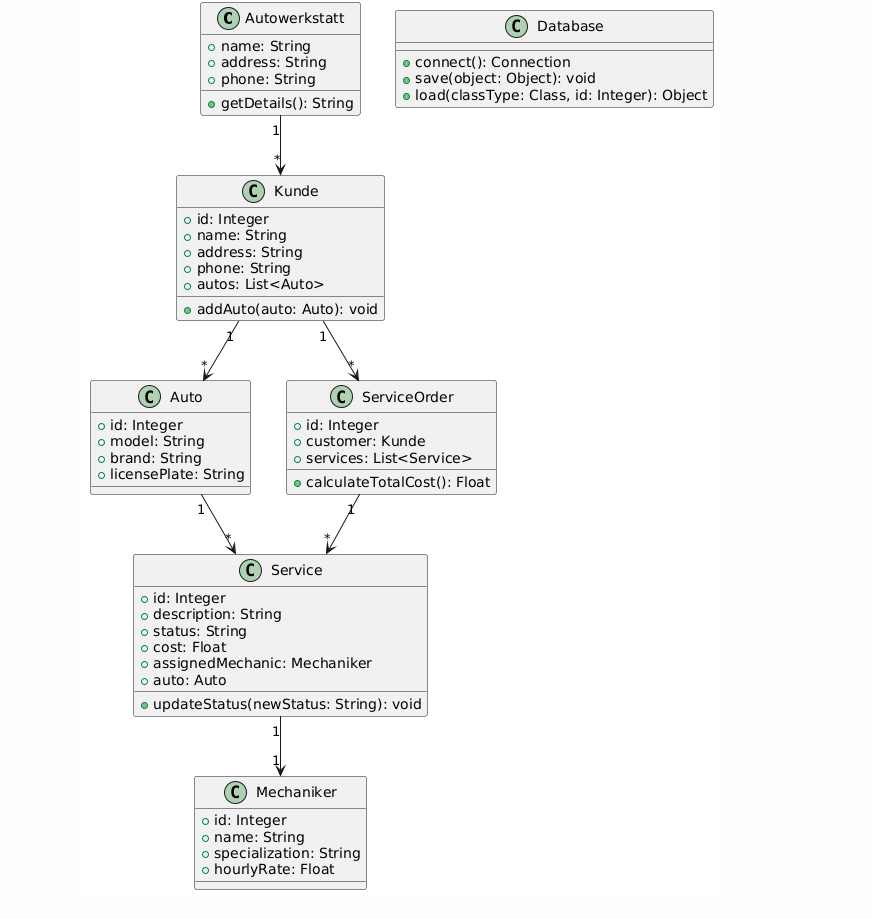 C Autowerkstatt
name: String
address: String
phone: String
getDetails(): String
C Database
connect(): Connection
save(object: Object): void
load(classType: Class, id: Integer): Object
1
*
C Kunde
id: Integer
name: String
address: String
phone: String
autos: List<Auto>
addAuto(auto: Auto): void
1
*
1
*
C Auto
id: Integer
model: String
brand: String
licensePlate: String
C ServiceOrder
id: Integer
customer: Kunde
services: List<Service>
calculateTotalCost(): Float
1
*
1
*
C Service
id: Integer
description: String
status: String
cost: Float
assignedMechanic: Mechaniker
auto: Auto
updateStatus(newStatus: String): void
1
1
C Mechaniker
id: Integer
name: String
specialization: String
hourlyRate: Float